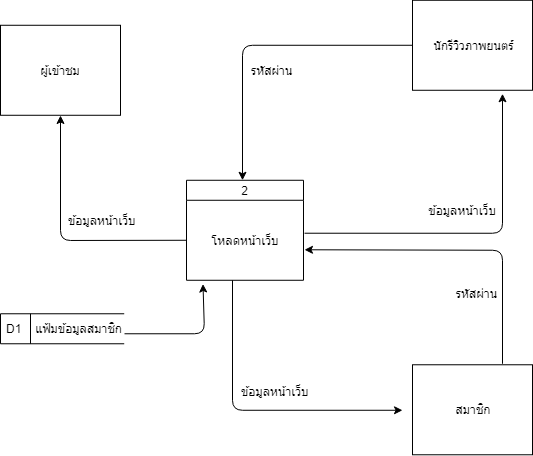 นักรีวิวภาพยนตร์
ผู้เข้าชม
รหัสผ่าน
2
ข้อมูลหน้าเว็บ
ข้อมูลหน้าเว็บ
โหลดหน้าเว็บ
รหัสผ่าน
D1 แฟ้มข้อมูลสมาชิก
ข้อมูลหน้าเว็บ
สมาชิก